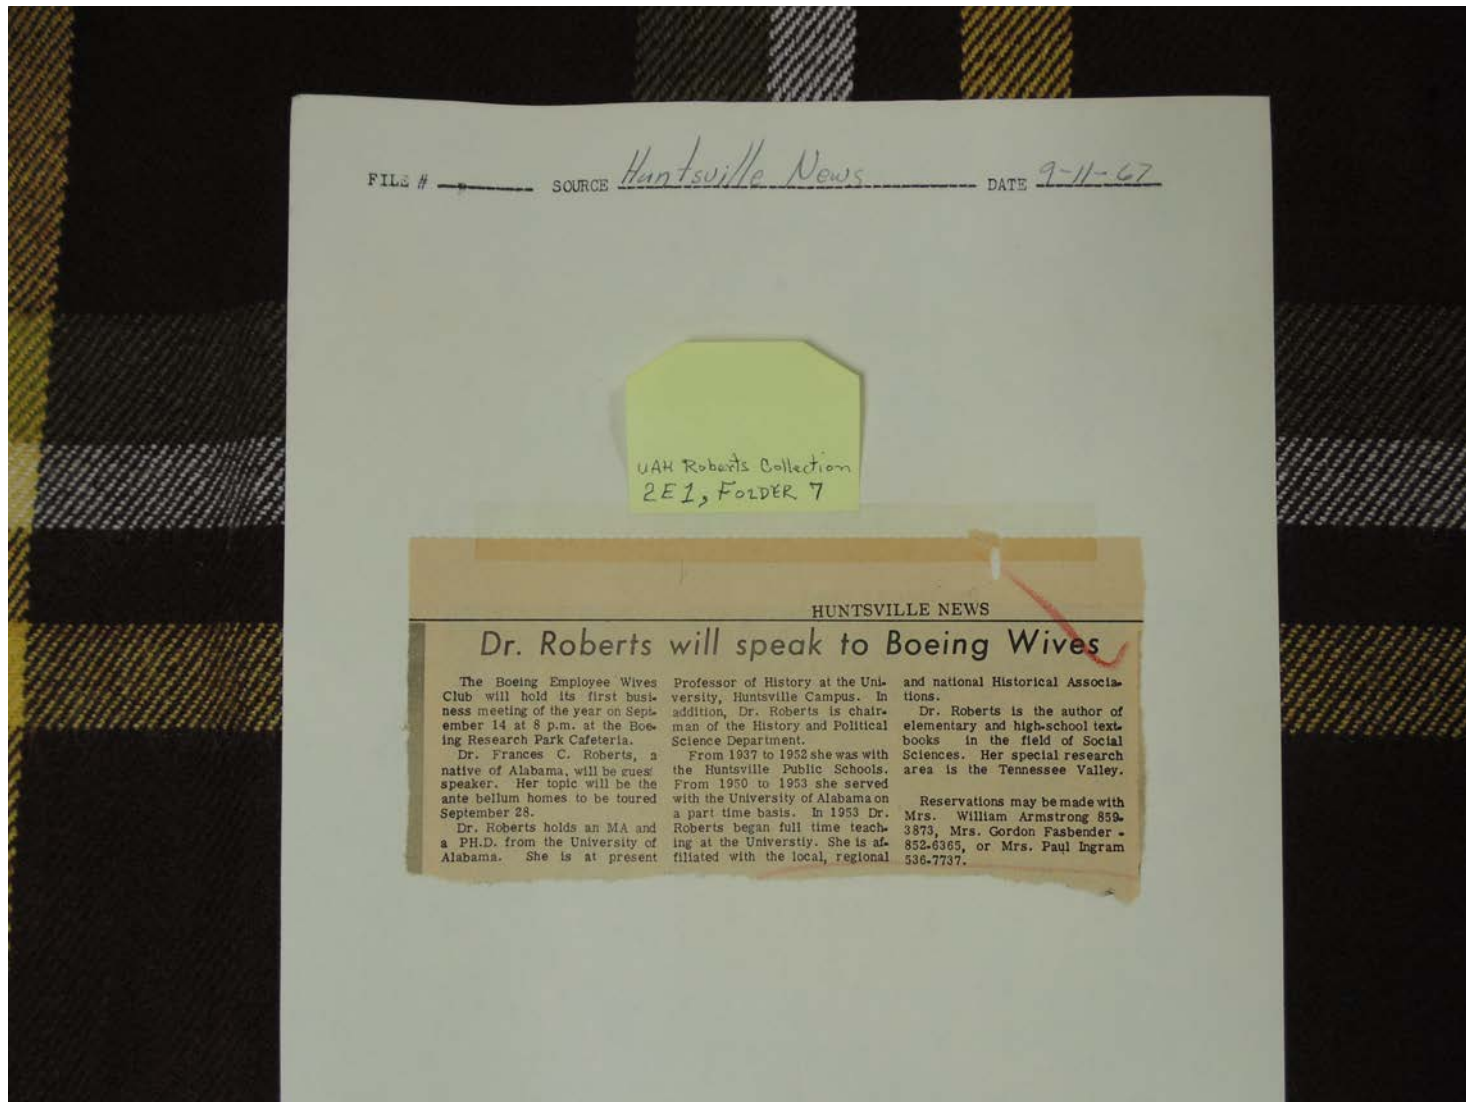 FILE # SOURCE Huntsville News DATE 9-11-67
UAH Roberts Collection
2E1, FOLDER 7
HUNTSVILLE NEWS
Dr. Roberts will speak to Boeing Wives
The Boeing Employee Wives
Club will hold its first busi-
ness meeting of the year on Sept-
ember 14 at 8 p.m. at the Boe-
ing Research Park Cafeteria.
Dr. Frances C. Roberts, a
native of Alabama, will be guest
speaker. Her topic will be the
ante bellum homes to be toured
September 28.
Dr. Roberts holds an MA and
a PH.D. from the University of
Alabama. She is at present
Professor of History at the Uni-
versity, Huntsville Campus. In
addition, Dr. Roberts is chair-
man of the History and Political
Science Department.
From 1937 to 1952 she was with
the Huntsville Public Schools.
From 1950 to 1953 she served
with the University of Alabama on
a part time basis. In 1953 Dr.
Roberts began full time teach-
ing at the Universtiy. She is af-
filiated with the local, regional
and national Historical Associa-
tions.
Dr. Roberts is the author of
elementary and high-school text-
books in the field of Social
Sciences. Her special research
area is the Tennessee Valley.
Reservations may be made with
Mrs. William Armstrong 859-
3873, Mrs. Gordon Fasbender -
852-6365, or Mrs. Paul Ingram
536-7737.